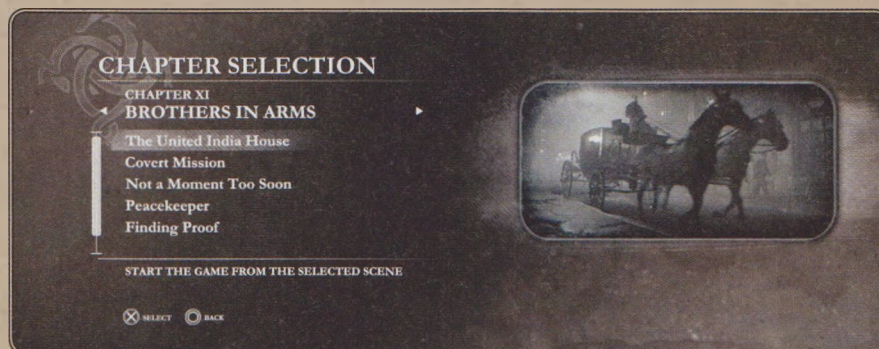 CHAPTER SELECTION
CHAPTER XI
BROTHERS IN ARMS
The United India House
Covert Mission
Not a Moment Too Soon
Peacekeeper
Finding Proof
START THE GAME FROM THE SELECTED SCENE
SELECT BACK